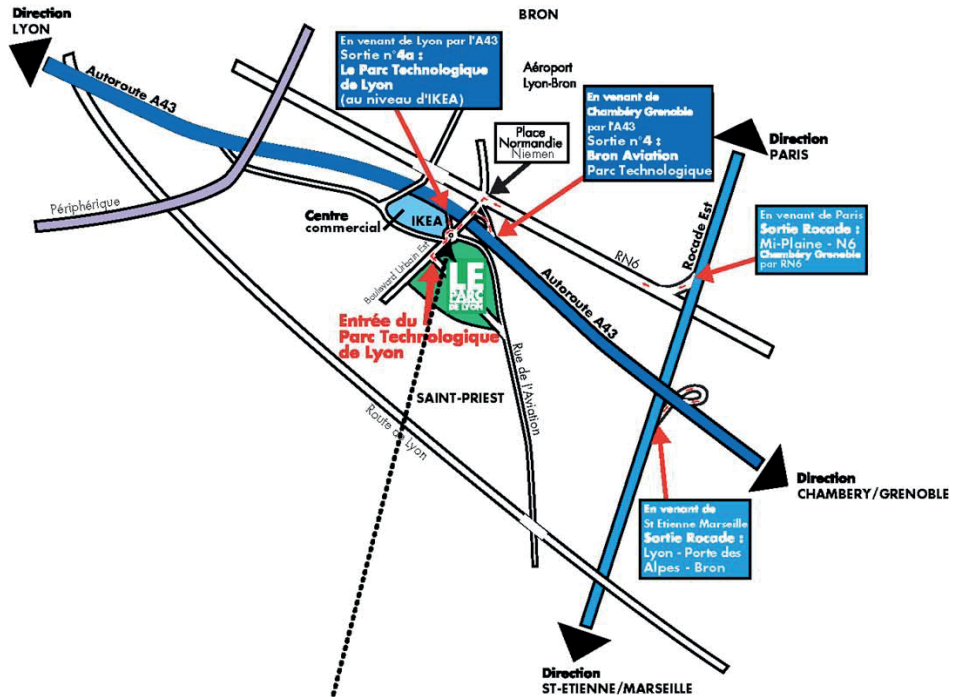 Direction
LYON
BRON
En venant de Lyon par l'A43
Sortie n°4a :
Le Parc Technologique
de Lyon
(au niveau d'IKEA)
Aéroport
Lyon-Bron
En venant de
Chambéry Grenoble
par l'A43
Sortie n°4 :
Bron Aviation
Parc Technologique
Direction
PARIS
Autoroute A43
Place
Normandie
Niemen
Périphérique
Centre
commercial
IKEA
En venant de Paris
Sortie Rocade :
Mi-Plaine - N6
Chambéry Grenoble
par RN6
Rocade Est
RN6
Boulevard Urbain Est
LE
PARC
DE LYON
Autoroute A43
Entrée du
Parc Technologique
de Lyon
Rue de l'Aviation
SAINT-PRIEST
Route de Lyon
Direction
CHAMBERY/GRENOBLE
En venant de
St Etienne Marseille
Sortie Rocade :
Lyon - Porte des
Alpes - Bron
Direction
ST-ETIENNE/MARSEILLE